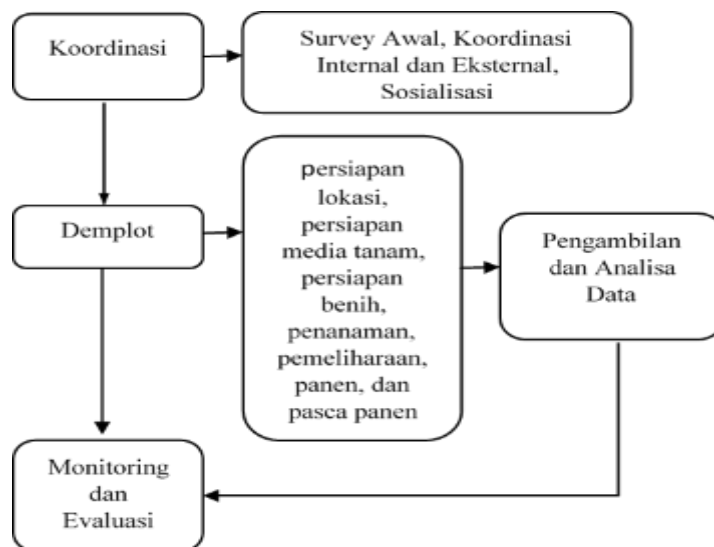 Koordinasi
Survey Awal, Koordinasi
Internal dan Eksternal,
Sosialisasi
Demplot
persiapan
lokasi,
persiapan
media tanam,
persiapan
benih,
penanaman,
pemeliharaan,
panen, dan
pasca panen
Pengambilan
dan Analisa
Data
Monitoring
dan
Evaluasi